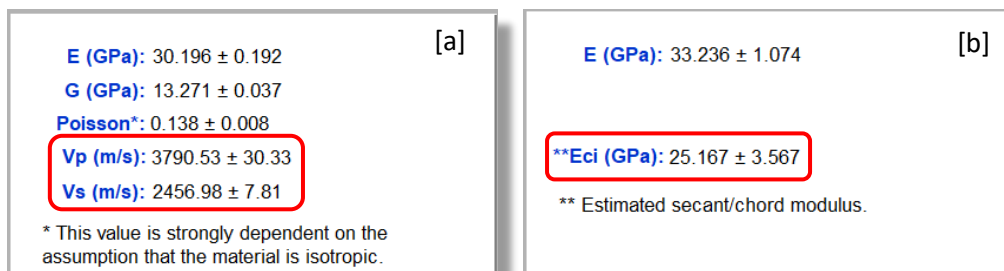 [a]
E (GPa): 30.196 ± 0.192
G (GPa): 13.271 ± 0.037
Poisson*: 0.138 ± 0.008
Vp (m/s): 3790.53 ± 30.33
Vs (m/s): 2456.98 ± 7.81
* This value is strongly dependent on the
assumption that the material is isotropic.
[b]
E (GPa): 33.236 ± 1.074
**Eci (GPa): 25.167 ± 3.567
** Estimated secant/chord modulus.